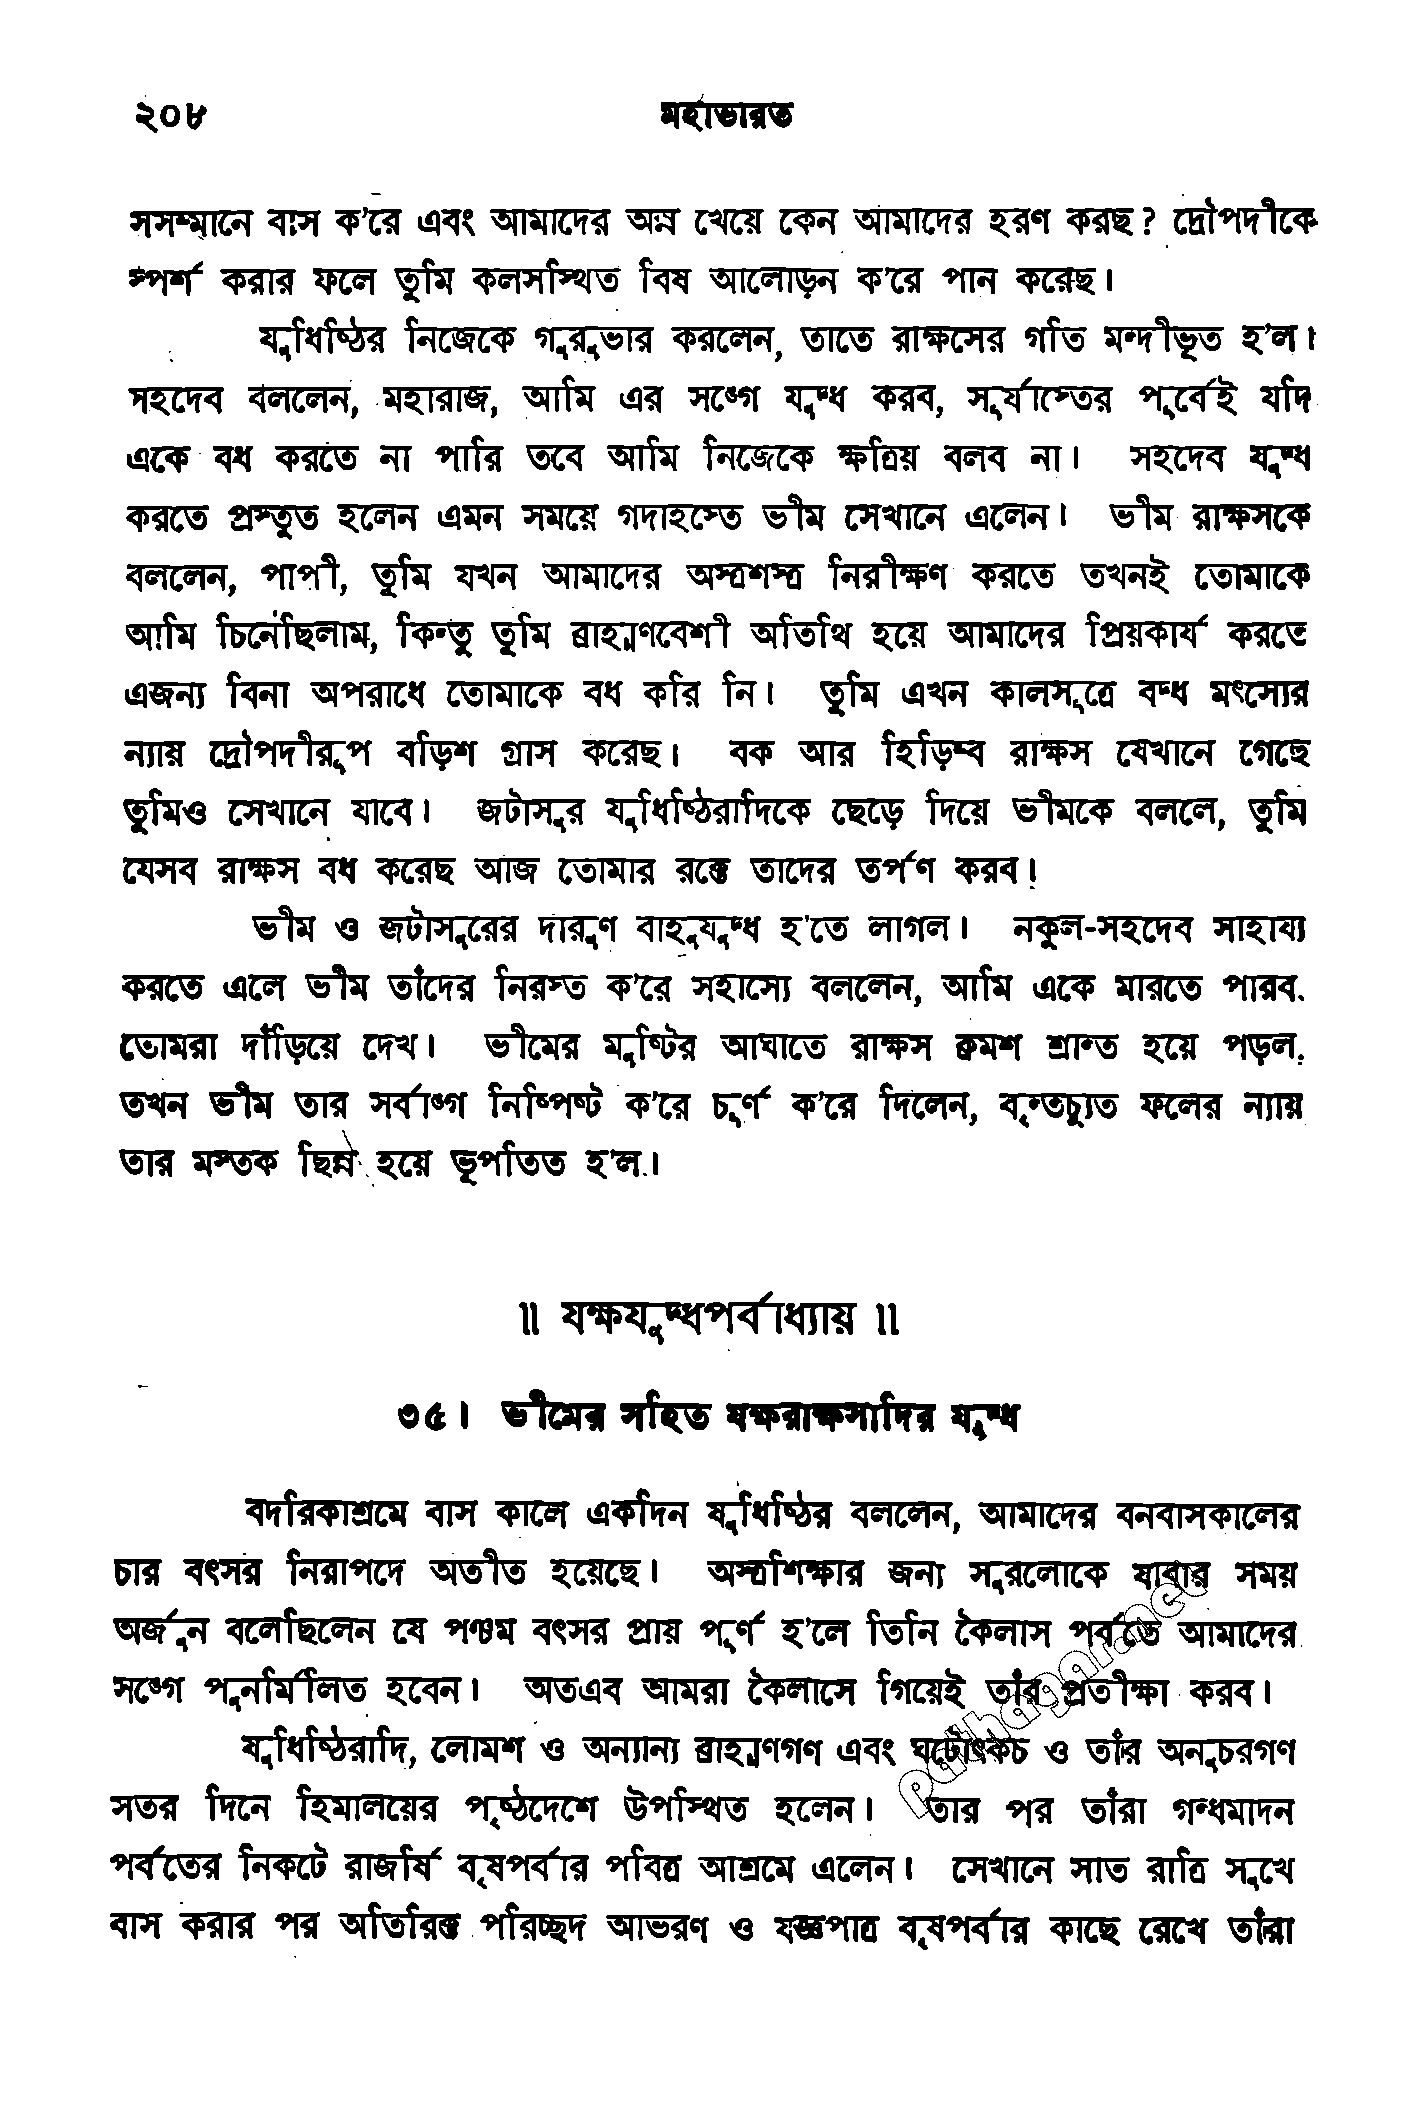 ২০৮ মহাভারত
সসম্মানে বাস ক'রে এবং আমাদের অন্ন খেয়ে কেন আমাদের হরণ করছ? দ্রৌপদীকে
স্পর্শ করার ফলে তুমি কলসস্থিত বিষ আলোড়ন ক'রে পান করেছ।
যুধিষ্ঠির নিজেকে গুরুভার করলেন, তাতে রাক্ষসের গতি মন্দীভূত হ'ল।
সহদেব বললেন, মহারাজ, আমি এর সঙ্গে যুদ্ধ করব, সূর্যাস্তের পূর্বেই যদি
একে বধ করতে না পারি তবে আমি নিজেকে ক্ষত্রিয় বলব না। সহদেব যুদ্ধ
করতে প্রস্তুত হলেন এমন সময়ে গদাহস্তে ভীম সেখানে এলেন। ভীম রাক্ষসকে
বললেন, পাপী, তুমি যখন আমাদের অস্ত্রশস্ত্র নিরীক্ষণ করতে তখনই তোমাকে
আমি চিনেছিলাম, কিন্তু তুমি ব্রাহ্মণবেশী অতিথি হয়ে আমাদের প্রিয়কার্য করতে
এজন্য বিনা অপরাধে তোমাকে বধ করি নি। তুমি এখন কালসূত্রে বদ্ধ মৎস্যের
ন্যায় দ্রৌপদীরূপ বড়িশ গ্রাস করেছ। বক আর হিড়িম্ব রাক্ষস যেখানে গেছে
তুমিও সেখানে যাবে। জটাসুর যুধিষ্ঠিরাদিকে ছেড়ে দিয়ে ভীমকে বললে, তুমি
যেসব রাক্ষস বধ করেছ আজ তোমার রক্তে তাদের তর্পণ করব!
ভীম ও জটাসুরের দারুণ বাহুযুদ্ধ হ'তে লাগল। নকুল-সহদেব সাহায্য
করতে এলে ভীম তাঁদের নিরস্ত ক'রে সহাস্যে বললেন, আমি একে মারতে পারব,
তোমরা দাঁড়িয়ে দেখ। ভীমের মুষ্টির আঘাতে রাক্ষস ক্রমশ শ্রান্ত হয়ে পড়ল,
তখন ভীম তার সর্বাঙ্গ নিষ্পিষ্ট ক'রে চূর্ণ ক'রে দিলেন, বৃন্তচ্যুত ফলের ন্যায়
তার মস্তক ছিন্ন হয়ে ভূপতিত হ'ল।
॥ যক্ষযুদ্ধপর্বাধ্যায় ॥
৩৫। ভীমের সহিত যক্ষরাক্ষসাদির যুদ্ধ
বদরিকাশ্রমে বাস কালে একদিন যুধিষ্ঠির বললেন, আমাদের বনবাসকালের
চার বৎসর নিরাপদে অতীত হয়েছে। অস্ত্রশিক্ষার জন্য সুরলোকে যাবার সময়
অর্জুন বলেছিলেন যে পঞ্চম বৎসর প্রায় পূর্ণ হ'লে তিনি কৈলাস পর্বতে আমাদের
সঙ্গে পুনর্মিলিত হবেন। অতএব আমরা কৈলাসে গিয়েই তাঁর প্রতীক্ষা করব।
যুধিষ্ঠিরাদি, লোমশ ও অন্যান্য ব্রাহ্মণগণ এবং ঘটোৎকচ ও তাঁর অনুচরগণ
সতর দিনে হিমালয়ের পৃষ্ঠদেশে উপস্থিত হলেন। তার পর তাঁরা গন্ধমাদন
পর্বতের নিকটে রাজর্ষি বৃষপর্বার পবিত্র আশ্রমে এলেন। সেখানে সাত রাত্রি সুখে
বাস করার পর অতিরিক্ত পরিচ্ছদ আভরণ ও যজ্ঞপাত্র বৃষপর্বার কাছে রেখে তাঁরা
pathagar.net